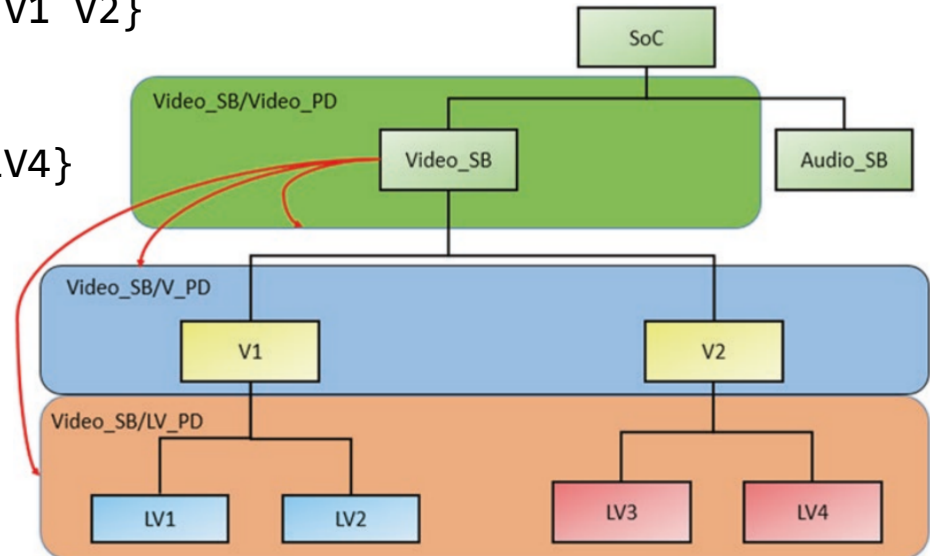 V1 V2}
SoC
Video_SB/Video_PD
LV4}
Video_SB
Audio_SB
Video_SB/V_PD
V1
V2
Video_SB/LV_PD
LV1
LV2
LV3
LV4